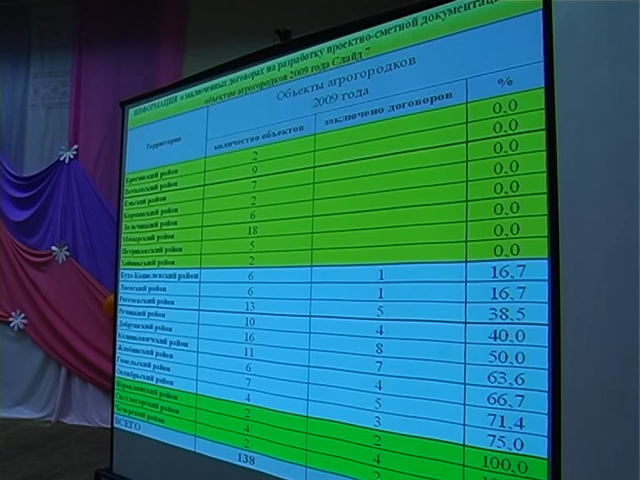 ИНФОРМАЦИЯ о заключенных договорах на разработку проектно-сметной документации
объектам агрогородков 2009 года Слайд 7
Территории
Объекты агрогородков
2009 года
%
количество объектов заключено договоров
Брагинский район 2 0,0
Ветковский район 9 0,0
Ельский район 7 0,0
Кормянский район 2 0,0
Лельчицкий район 6 0,0
Мозырский район 18 0,0
Петриковский район 5 0,0
Хойникский район 2 0,0
Буда-Кошелевский район 6 1 16,7
Лоевский район 6 1 16,7
Рогачевский район 13 5 38,5
Речицкий район 10 4 40,0
Добрушский район 16 8 50,0
Калинковичский район 11 7 63,6
Жлобинский район 6 4 66,7
Гомельский район 7 5 71,4
Октябрьский район 4 3 75,0
Наровлянский район 2 2 100,0
Светлогорский район 4 4
Чечерский район 2 2
ВСЕГО 138